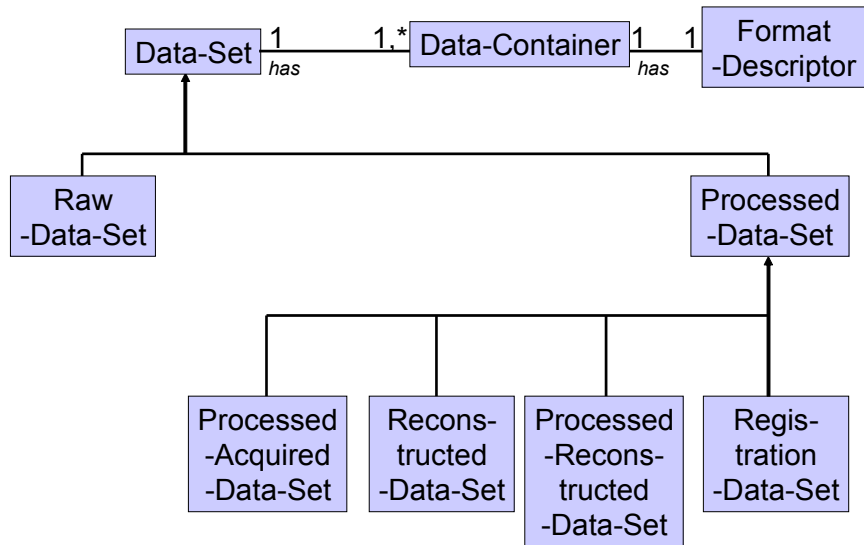 Data-Set
1
has
1,*
Data-Container
1
has
1
Format
-Descriptor
Raw
-Data-Set
Processed
-Data-Set
Processed
-Acquired
-Data-Set
Recons-
tructed
-Data-Set
Processed
-Recons-
tructed
-Data-Set
Regis-
tration
-Data-Set